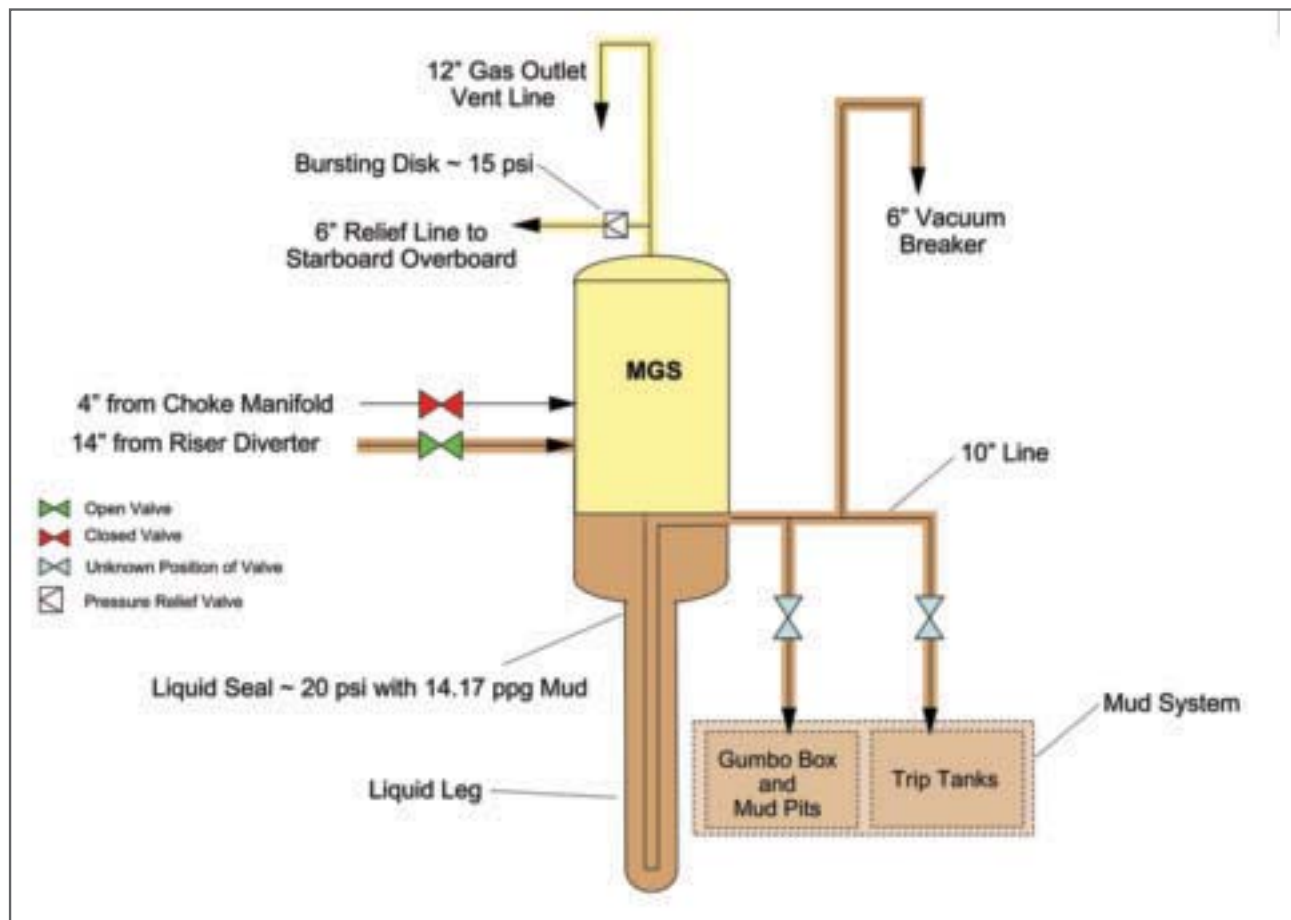 12" Gas Outlet
Vent Line
Bursting Disk ~ 15 psi
6" Relief Line to
Starboard Overboard
6" Vacuum
Breaker
MGS
4" from Choke Manifold
14" from Riser Diverter
10" Line
Open Valve
Closed Valve
Unknown Position of Valve
Pressure Relief Valve
Liquid Seal ~ 20 psi with 14.17 ppg Mud
Mud System
Liquid Leg
Gumbo Box
and
Mud Pits
Trip Tanks